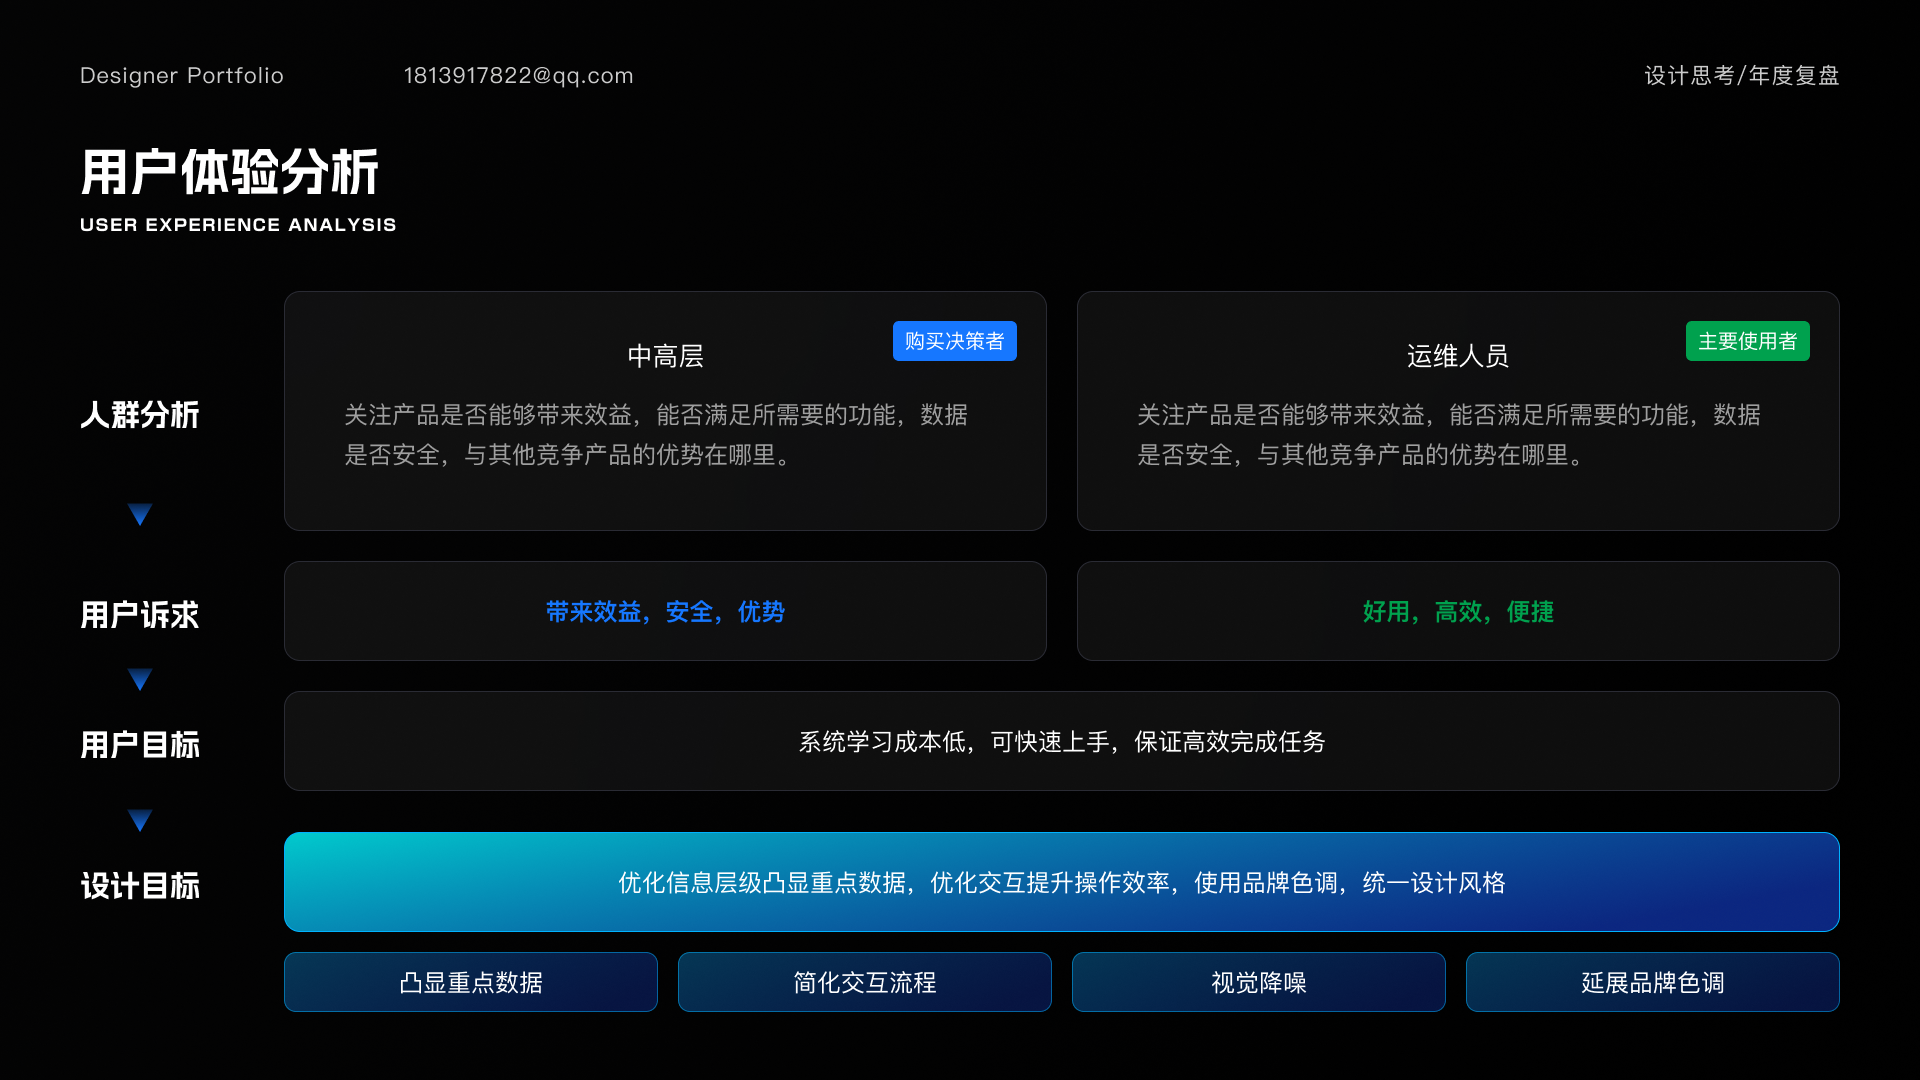 Designer Portfolio
1813917822@qq.com
设计思考/年度复盘
用户体验分析
USER EXPERIENCE ANALYSIS
人群分析
中高层
购买决策者
关注产品是否能够带来效益，能否满足所需要的功能，数据
是否安全，与其他竞争产品的优势在哪里。
运维人员
主要使用者
关注产品是否能够带来效益，能否满足所需要的功能，数据
是否安全，与其他竞争产品的优势在哪里。
用户诉求
带来效益，安全，优势
好用，高效，便捷
用户目标
系统学习成本低，可快速上手，保证高效完成任务
设计目标
优化信息层级凸显重点数据，优化交互提升操作效率，使用品牌色调，统一设计风格
凸显重点数据
简化交互流程
视觉降噪
延展品牌色调